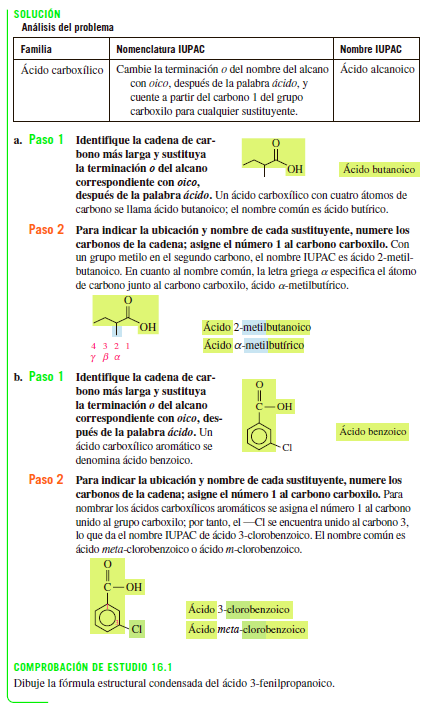 SOLUCIÓN
Análisis del problema
Familia Nomenclatura IUPAC Nombre IUPAC
Ácido carboxílico Cambie la terminación o del nombre del alcano Ácido alcanoico
con oico, después de la palabra ácido, y
cuente a partir del carbono 1 del grupo
carboxilo para cualquier sustituyente.
a. Paso 1 Identifique la cadena de car-
bono más larga y sustituya
la terminación o del alcano
correspondiente con oico,
después de la palabra ácido. Un ácido carboxílico con cuatro átomos de
carbono se llama ácido butanoico; el nombre común es ácido butírico.
O
OH
Ácido butanoico
Paso 2 Para indicar la ubicación y nombre de cada sustituyente, numere los
carbonos de la cadena; asigne el número 1 al carbono carboxilo. Con
un grupo metilo en el segundo carbono, el nombre IUPAC es ácido 2-metil-
butanoico. En cuanto al nombre común, la letra griega α especifica el átomo
de carbono junto al carbono carboxilo, ácido α-metilbutírico.
O
OH
4 3 2 1
γ β α
Ácido 2-metilbutanoico
Ácido α-metilbutírico
b. Paso 1 Identifique la cadena de car-
bono más larga y sustituya
la terminación o del alcano
correspondiente con oico, des-
pués de la palabra ácido. Un
ácido carboxílico aromático se
denomina ácido benzoico.
O
C—OH
Cl
Ácido benzoico
Paso 2 Para indicar la ubicación y nombre de cada sustituyente, numere los
carbonos de la cadena; asigne el número 1 al carbono carboxilo. Para
nombrar los ácidos carboxílicos aromáticos se asigna el número 1 al carbono
unido al grupo carboxilo; por tanto, el —Cl se encuentra unido al carbono 3,
lo que da el nombre IUPAC de ácido 3-clorobenzoico. El nombre común es
ácido meta-clorobenzoico o ácido m-clorobenzoico.
O
C—OH
Cl
Ácido 3-clorobenzoico
Ácido meta-clorobenzoico
COMPROBACIÓN DE ESTUDIO 16.1
Dibuje la fórmula estructural condensada del ácido 3-fenilpropanoico.